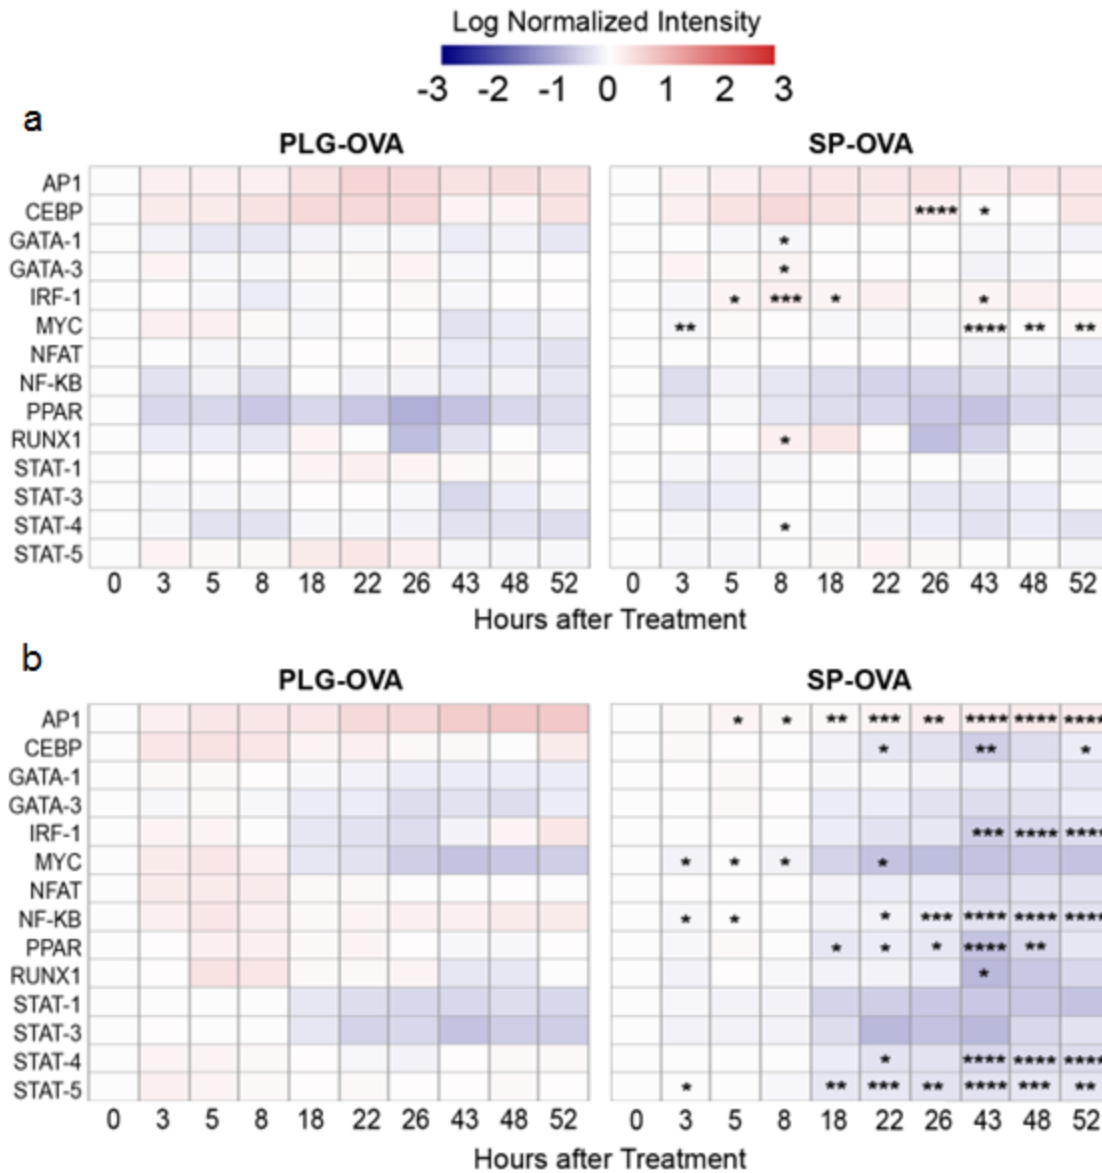 Log Normalized Intensity
-3 -2 -1 0 1 2 3
a
PLG-OVA SP-OVA
AP1
CEBP **** *
GATA-1 *
GATA-3 *
IRF-1 * *** * *
MYC ** **** ** **
NFAT
NF-KB
PPAR
RUNX1 *
STAT-1
STAT-3
STAT-4 *
STAT-5
0 3 5 8 18 22 26 43 48 52 0 3 5 8 18 22 26 43 48 52
Hours after Treatment
b
PLG-OVA SP-OVA
AP1 * * ** *** ** **** **** ****
CEBP * ** *
GATA-1
GATA-3
IRF-1 *** **** ****
MYC * * * *
NFAT
NF-KB * * * *** **** **** ****
PPAR * * * **** **
RUNX1 *
STAT-1
STAT-3
STAT-4 * **** **** ****
STAT-5 * ** *** ** **** *** **
0 3 5 8 18 22 26 43 48 52 0 3 5 8 18 22 26 43 48 52
Hours after Treatment